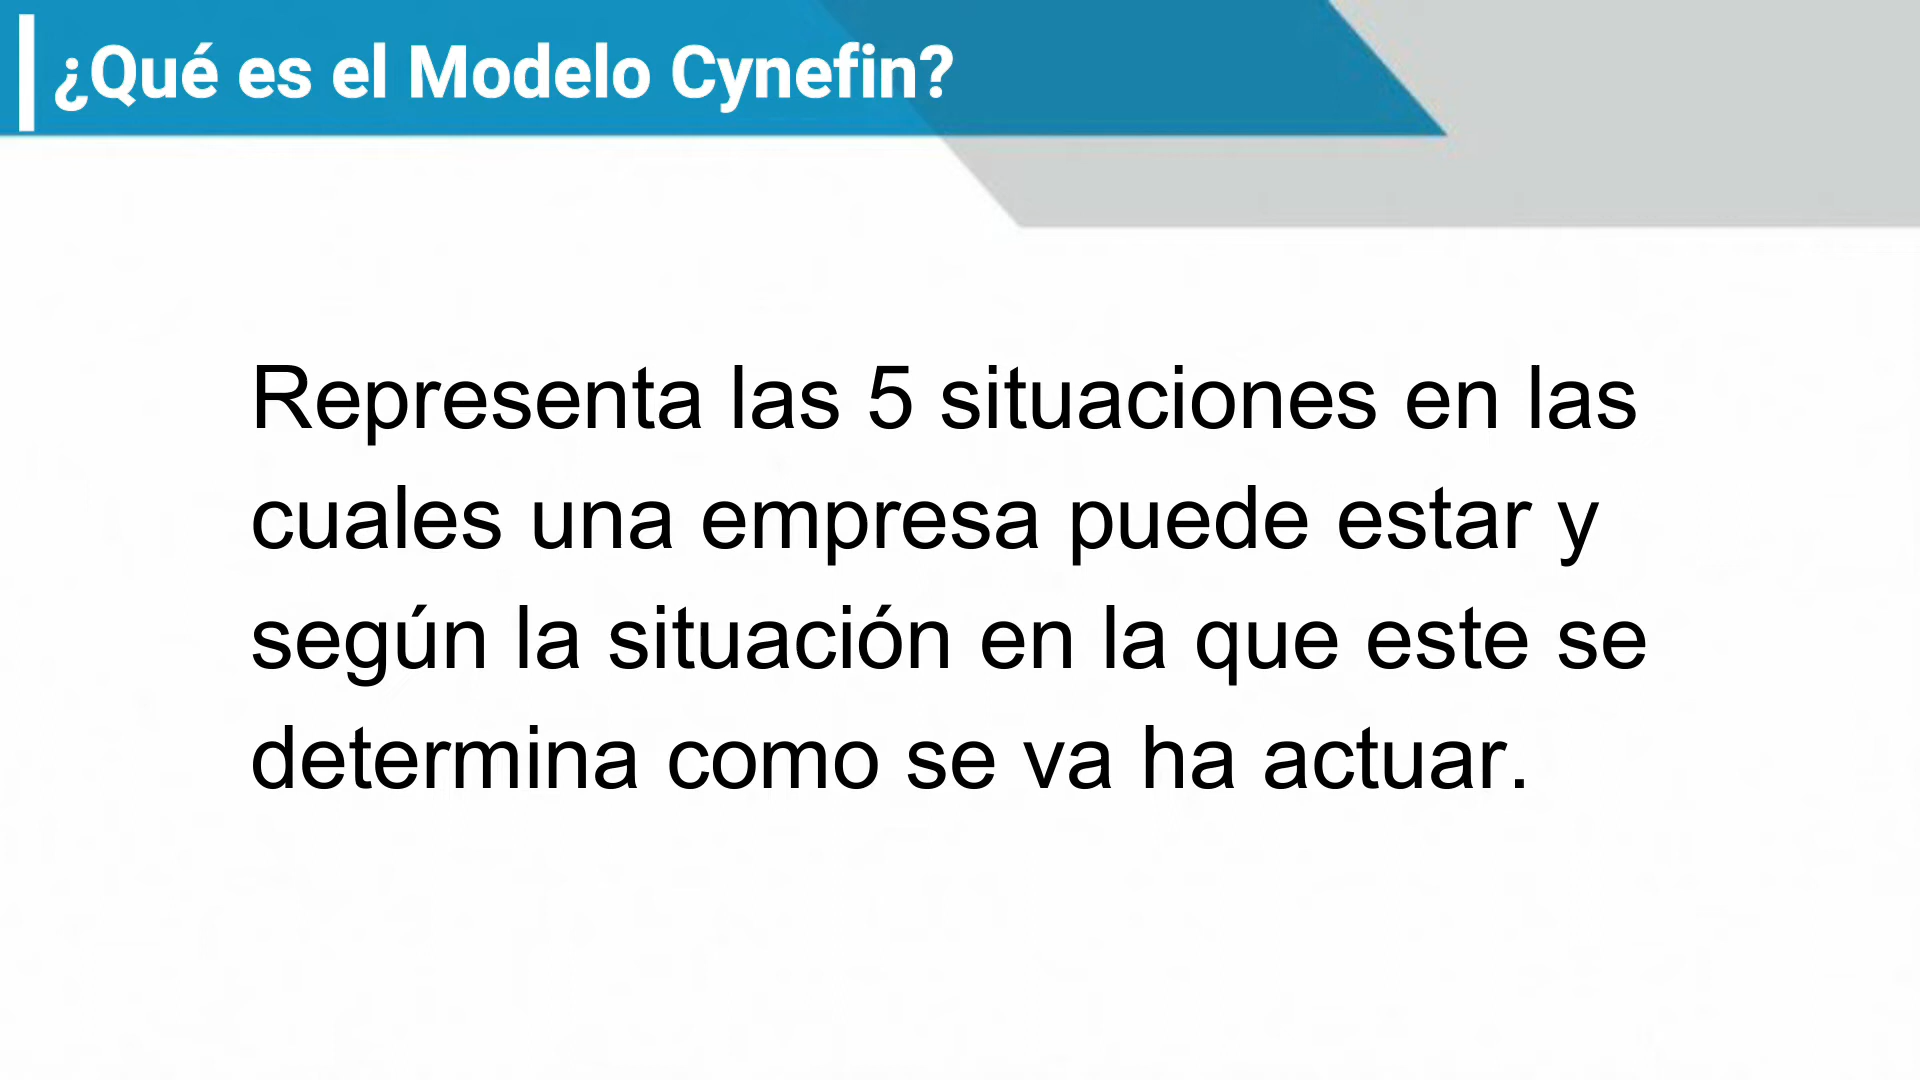 ¿Qué es el Modelo Cynefin?
Representa las 5 situaciones en las
cuales una empresa puede estar y
según la situación en la que este se
determina como se va ha actuar.